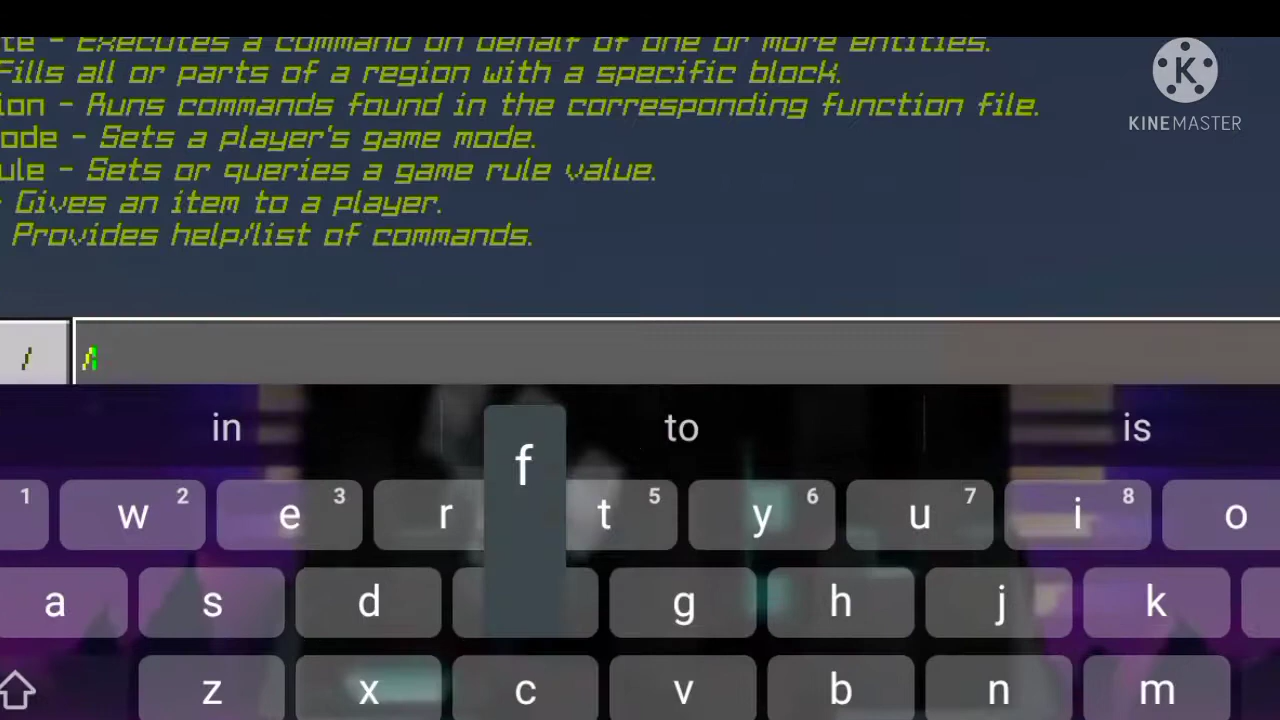 te - Executes a command on behalf of one or more entities.
Fills all or parts of a region with a specific block.
ion - Runs commands found in the corresponding function file.
ode - Sets a player's game mode.
ule - Sets or queries a game rule value.
- Gives an item to a player.
Provides help/list of commands.
K
KINEMASTER
/ /
in to is
f
1 w 2 e 3 r t 5 y 6 u 7 i 8 o
a s d g h j k
z x c v b n m